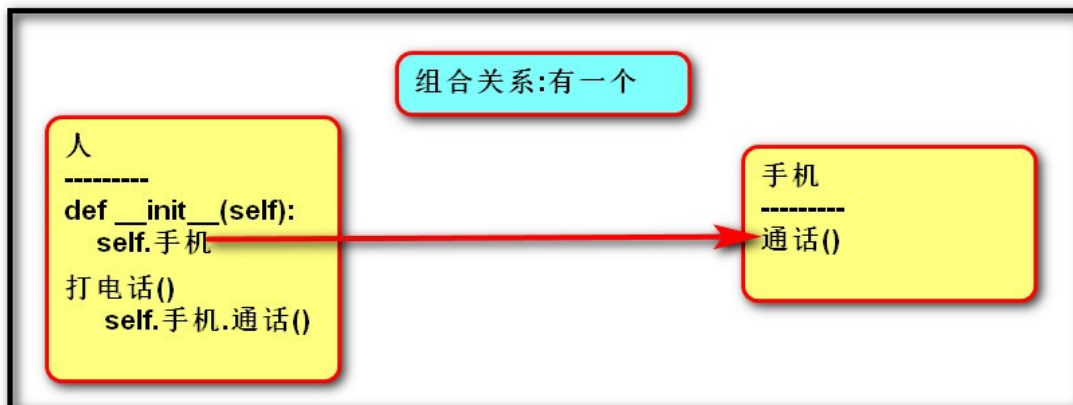 组合关系:有一个
人
---------
def __init__(self):
self.手机
打电话()
self.手机.通话()
手机
---------
通话()